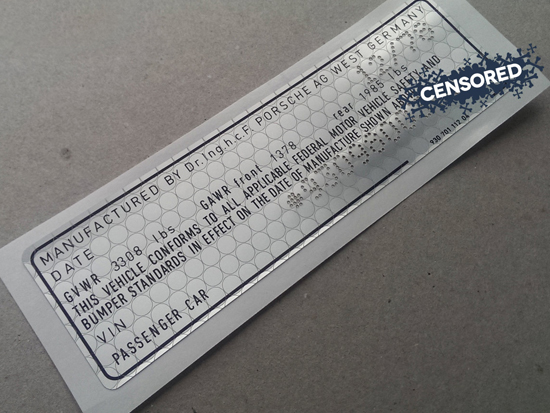 MANUFACTURED BY Dr.Ing.h.c.F. PORSCHE AG WEST GERMANY
DATE
GVWR 3308 lbs GAWR front 1378 rear 1985 lbs
THIS VEHICLE CONFORMS TO ALL APPLICABLE FEDERAL MOTOR VEHICLE SAFETY AND
BUMPER STANDARDS IN EFFECT ON THE DATE OF MANUFACTURE SHOWN
VIN
PASSENGER CAR
CENSORED